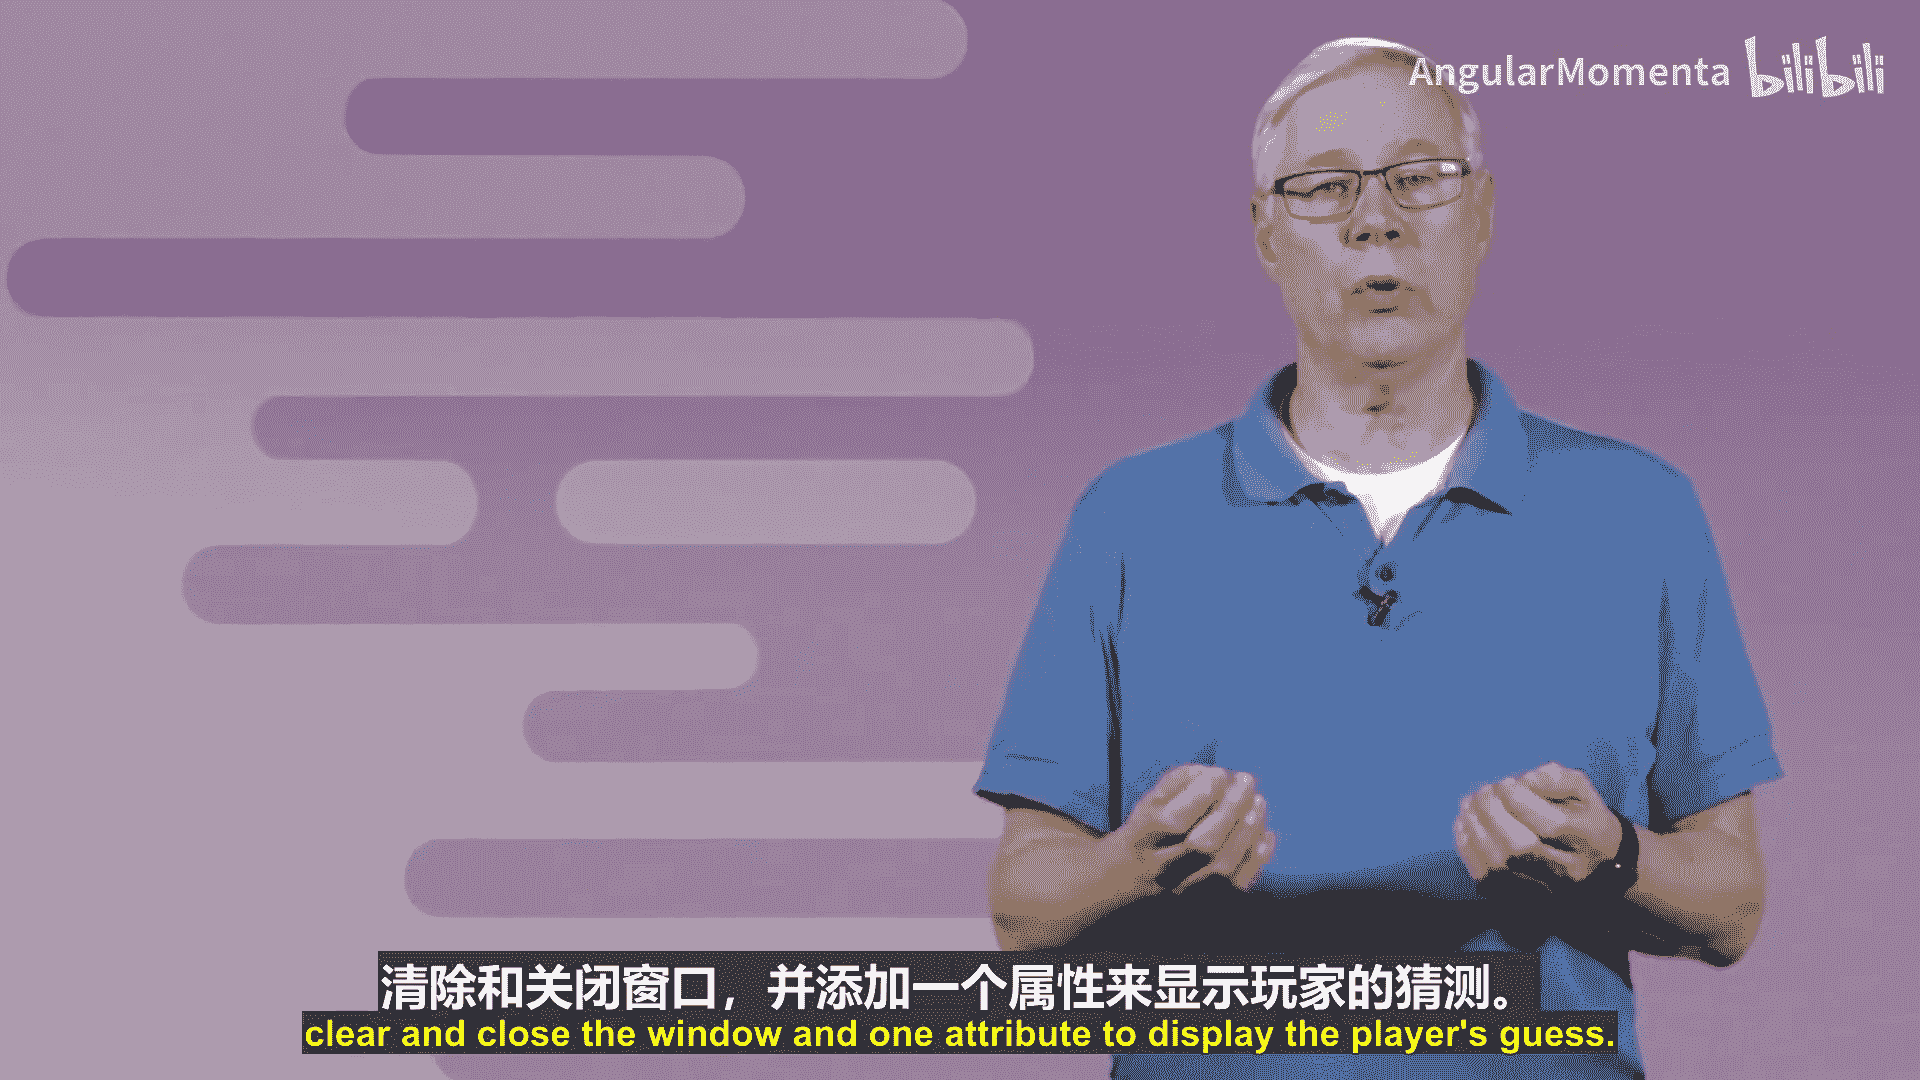 AngularMomenta bilibili
清除和关闭窗口，并添加一个属性来显示玩家的猜测。
clear and close the window and one attribute to display the player's guess.